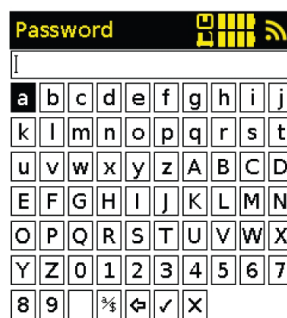 Password
a b c d e f g h i j
k l m n o p q r s t
u v w x y z A B C D
E F G H I J K L M N
O P Q R S T U V W X
Y Z 0 1 2 3 4 5 6 7
8 9 a/$ ⇦ ✓ X